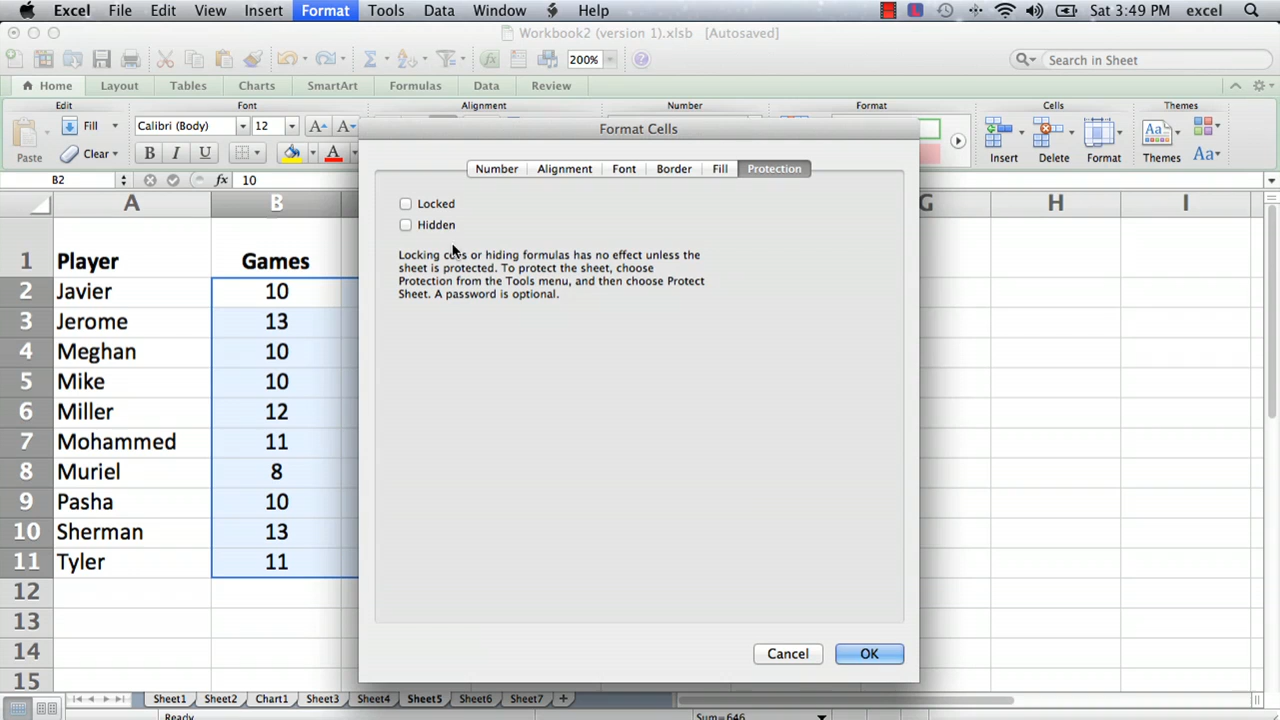 Excel File Edit View Insert Format Tools Data Window Help Sat 3:49 PM excel
Workbook2 (version 1).xlsb [Autosaved]
200% Search in Sheet
Home Layout Tables Charts SmartArt Formulas Data Review
Edit Font Alignment Number Format Cells Themes
Fill Calibri (Body) 12 A A
Paste Clear B I U A Insert Delete Format Themes Aa
B2 fx 10
Format Cells
Number Alignment Font Border Fill Protection
Locked
Hidden
Locking cells or hiding formulas has no effect unless the
sheet is protected. To protect the sheet, choose
Protection from the Tools menu, and then choose Protect
Sheet. A password is optional.
Cancel OK
A B G H I
1 Player Games
2 Javier 10
3 Jerome 13
4 Meghan 10
5 Mike 10
6 Miller 12
7 Mohammed 11
8 Muriel 8
9 Pasha 10
10 Sherman 13
11 Tyler 11
12
13
14
15
Sheet1 Sheet2 Chart1 Sheet3 Sheet4 Sheet5 Sheet6 Sheet7 +
Ready Sum=646